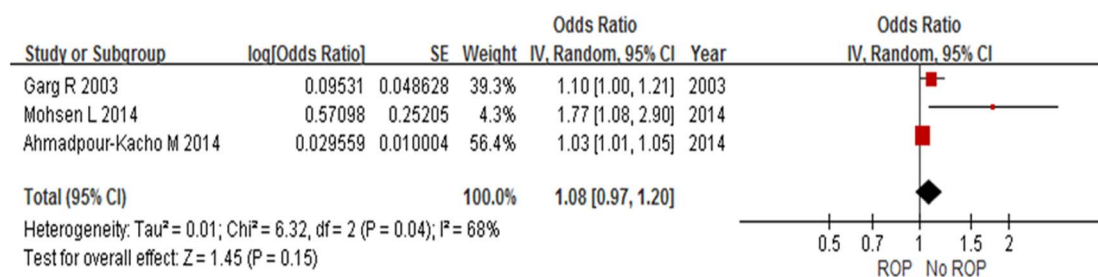 Odds Ratio Odds Ratio
Study or Subgroup log[Odds Ratio] SE Weight IV, Random, 95% CI Year IV, Random, 95% CI
Garg R 2003 0.09531 0.048628 39.3% 1.10 [1.00, 1.21] 2003
Mohsen L 2014 0.57098 0.25205 4.3% 1.77 [1.08, 2.90] 2014
Ahmadpour-Kacho M 2014 0.029559 0.010004 56.4% 1.03 [1.01, 1.05] 2014
Total (95% CI) 100.0% 1.08 [0.97, 1.20]
Heterogeneity: Tau² = 0.01; Chi² = 6.32, df = 2 (P = 0.04); I² = 68%
Test for overall effect: Z = 1.45 (P = 0.15)
0.5 0.7 1 1.5 2
ROP No ROP